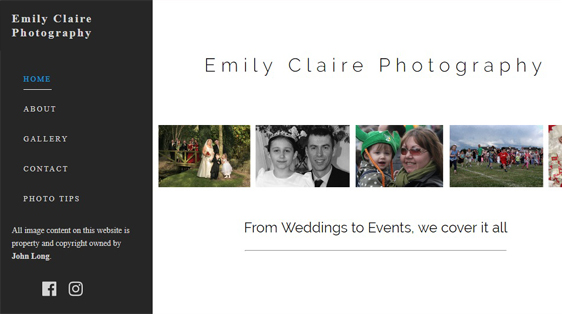 Emily Claire
Photography
HOME
ABOUT
GALLERY
CONTACT
PHOTO TIPS
All image content on this website is
property and copyright owned by
John Long.
Emily Claire Photography
From Weddings to Events, we cover it all